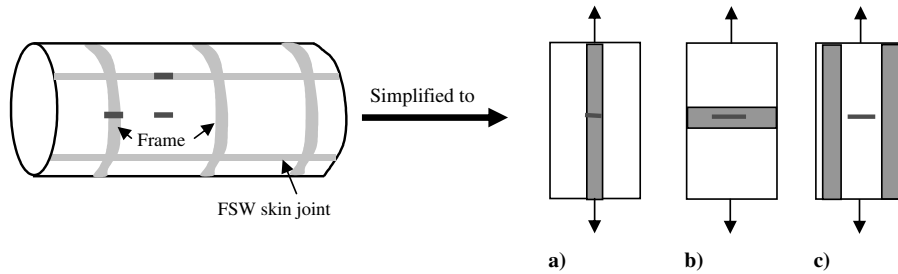 Simplified to
Frame
FSW skin joint
a)
b)
c)